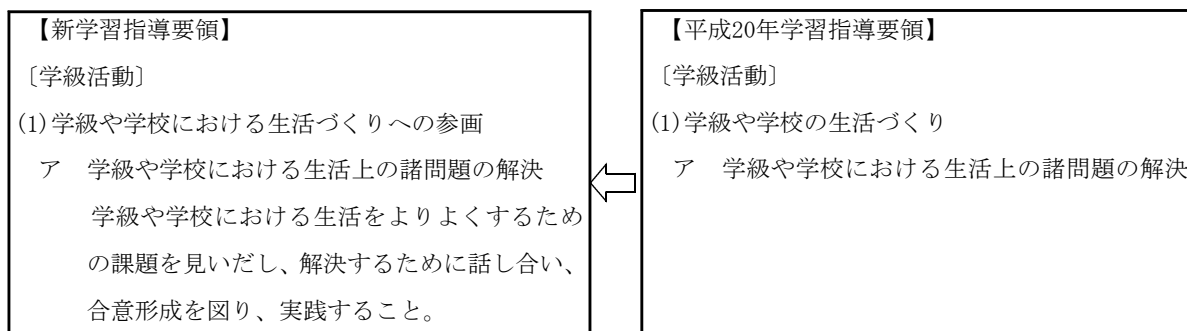 【新学習指導要領】
〔学級活動〕
(1)学級や学校における生活づくりへの参画
ア 学級や学校における生活上の諸問題の解決
学級や学校における生活をよりよくするため
の課題を見いだし、解決するために話し合い、
合意形成を図り、実践すること。
【平成20年学習指導要領】
〔学級活動〕
(1)学級や学校の生活づくり
ア 学級や学校における生活上の諸問題の解決